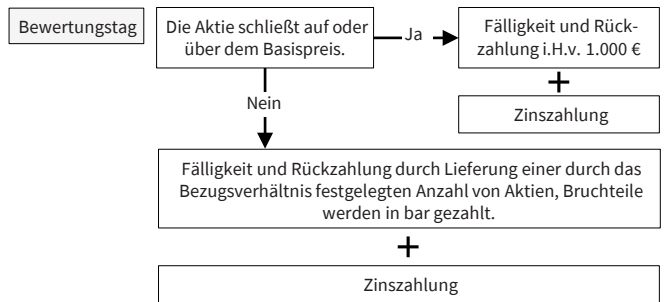 Bewertungstag
Die Aktie schließt auf oder
über dem Basispreis.
Ja
Fälligkeit und Rück-
zahlung i.H.v. 1.000 €
+
Zinszahlung
Nein
Fälligkeit und Rückzahlung durch Lieferung einer durch das
Bezugsverhältnis festgelegten Anzahl von Aktien, Bruchteile
werden in bar gezahlt.
+
Zinszahlung